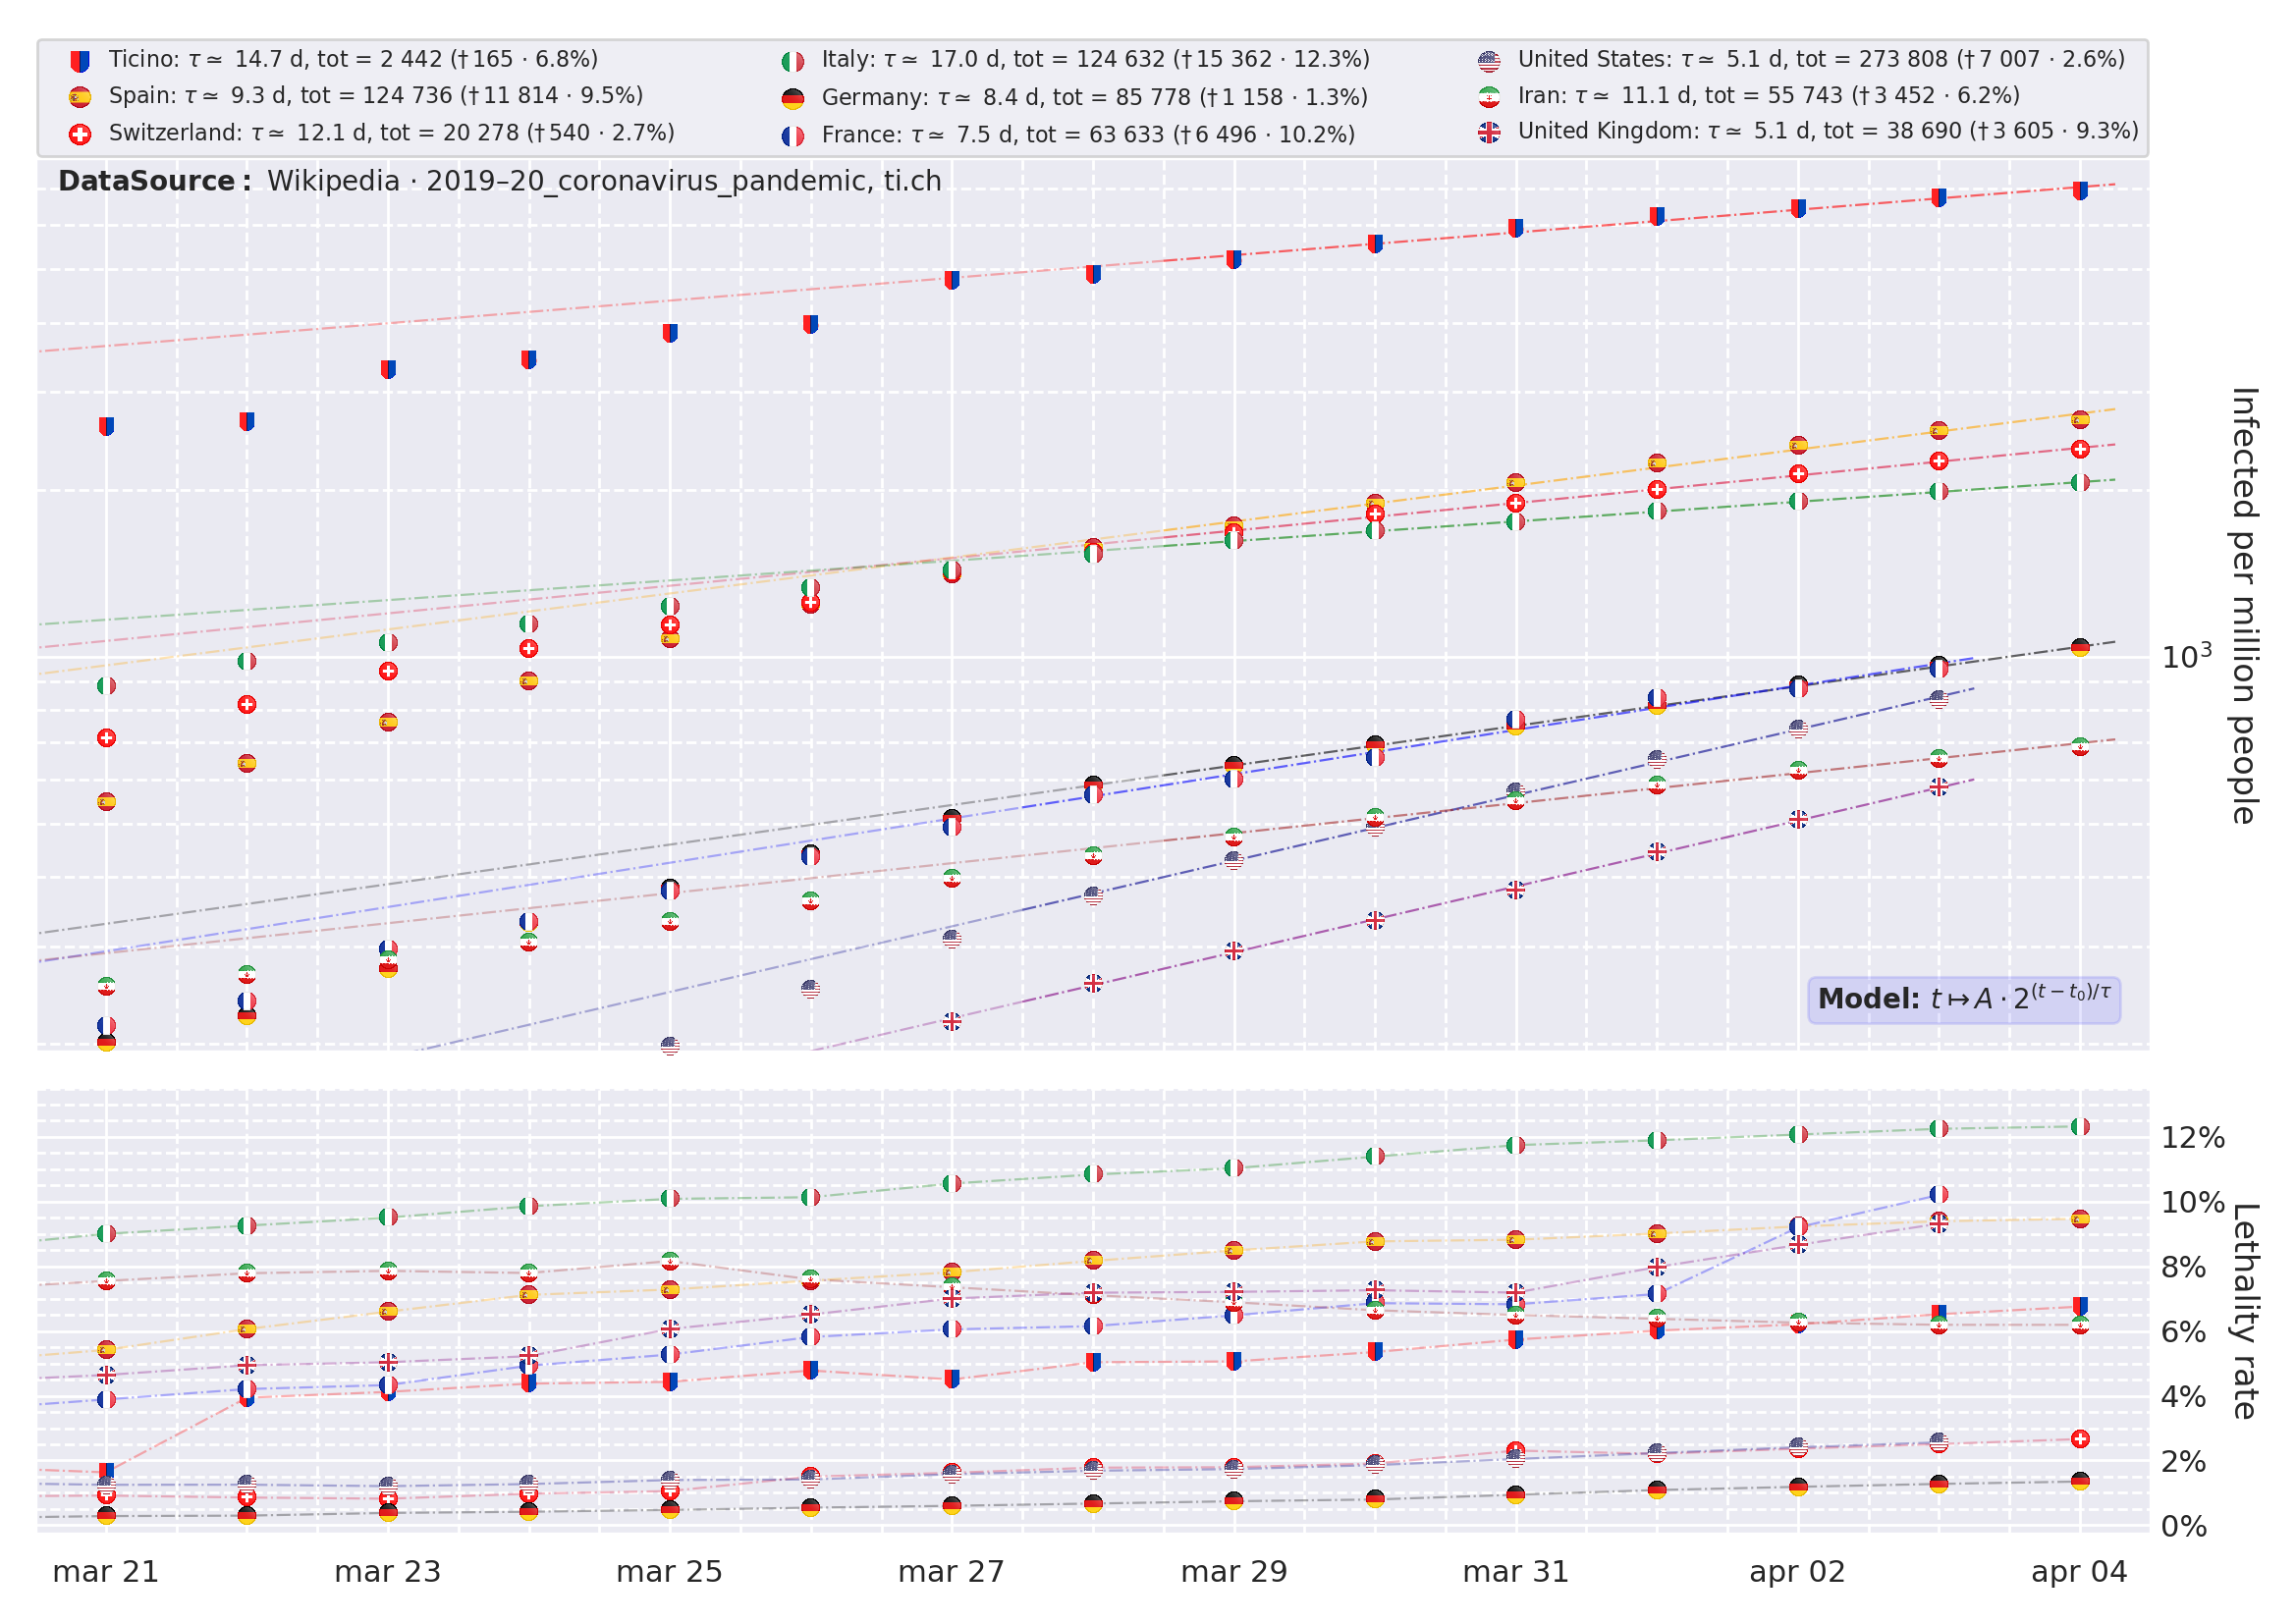 Ticino: τ ≃ 14.7 d, tot = 2 442 (†165 · 6.8%)
Spain: τ ≃ 9.3 d, tot = 124 736 (†11 814 · 9.5%)
Switzerland: τ ≃ 12.1 d, tot = 20 278 (†540 · 2.7%)
Italy: τ ≃ 17.0 d, tot = 124 632 (†15 362 · 12.3%)
Germany: τ ≃ 8.4 d, tot = 85 778 (†1 158 · 1.3%)
France: τ ≃ 7.5 d, tot = 63 633 (†6 496 · 10.2%)
United States: τ ≃ 5.1 d, tot = 273 808 (†7 007 · 2.6%)
Iran: τ ≃ 11.1 d, tot = 55 743 (†3 452 · 6.2%)
United Kingdom: τ ≃ 5.1 d, tot = 38 690 (†3 605 · 9.3%)
DataSource: Wikipedia · 2019–20_coronavirus_pandemic, ti.ch
10³
Infected per million people
Model: t ↦ A · 2^{(t − t₀)/τ}
12%
10%
8%
6%
4%
2%
0%
Lethality rate
mar 21 mar 23 mar 25 mar 27 mar 29 mar 31 apr 02 apr 04